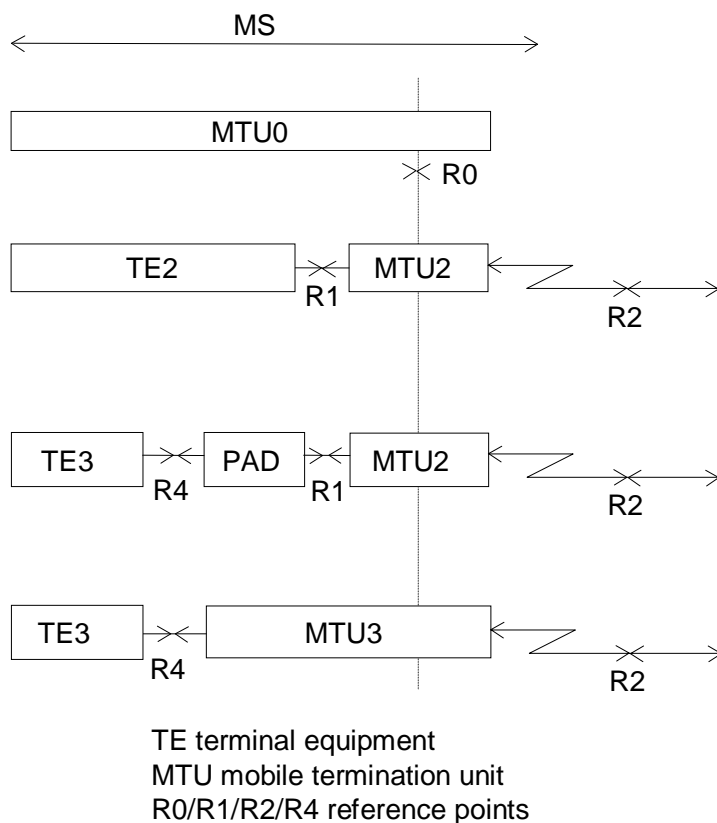 MS
MTU0
R0
TE2
MTU2
R1
R2
TE3
PAD
MTU2
R4
R1
R2
TE3
MTU3
R4
R2
TE terminal equipment
MTU mobile termination unit
R0/R1/R2/R4 reference points